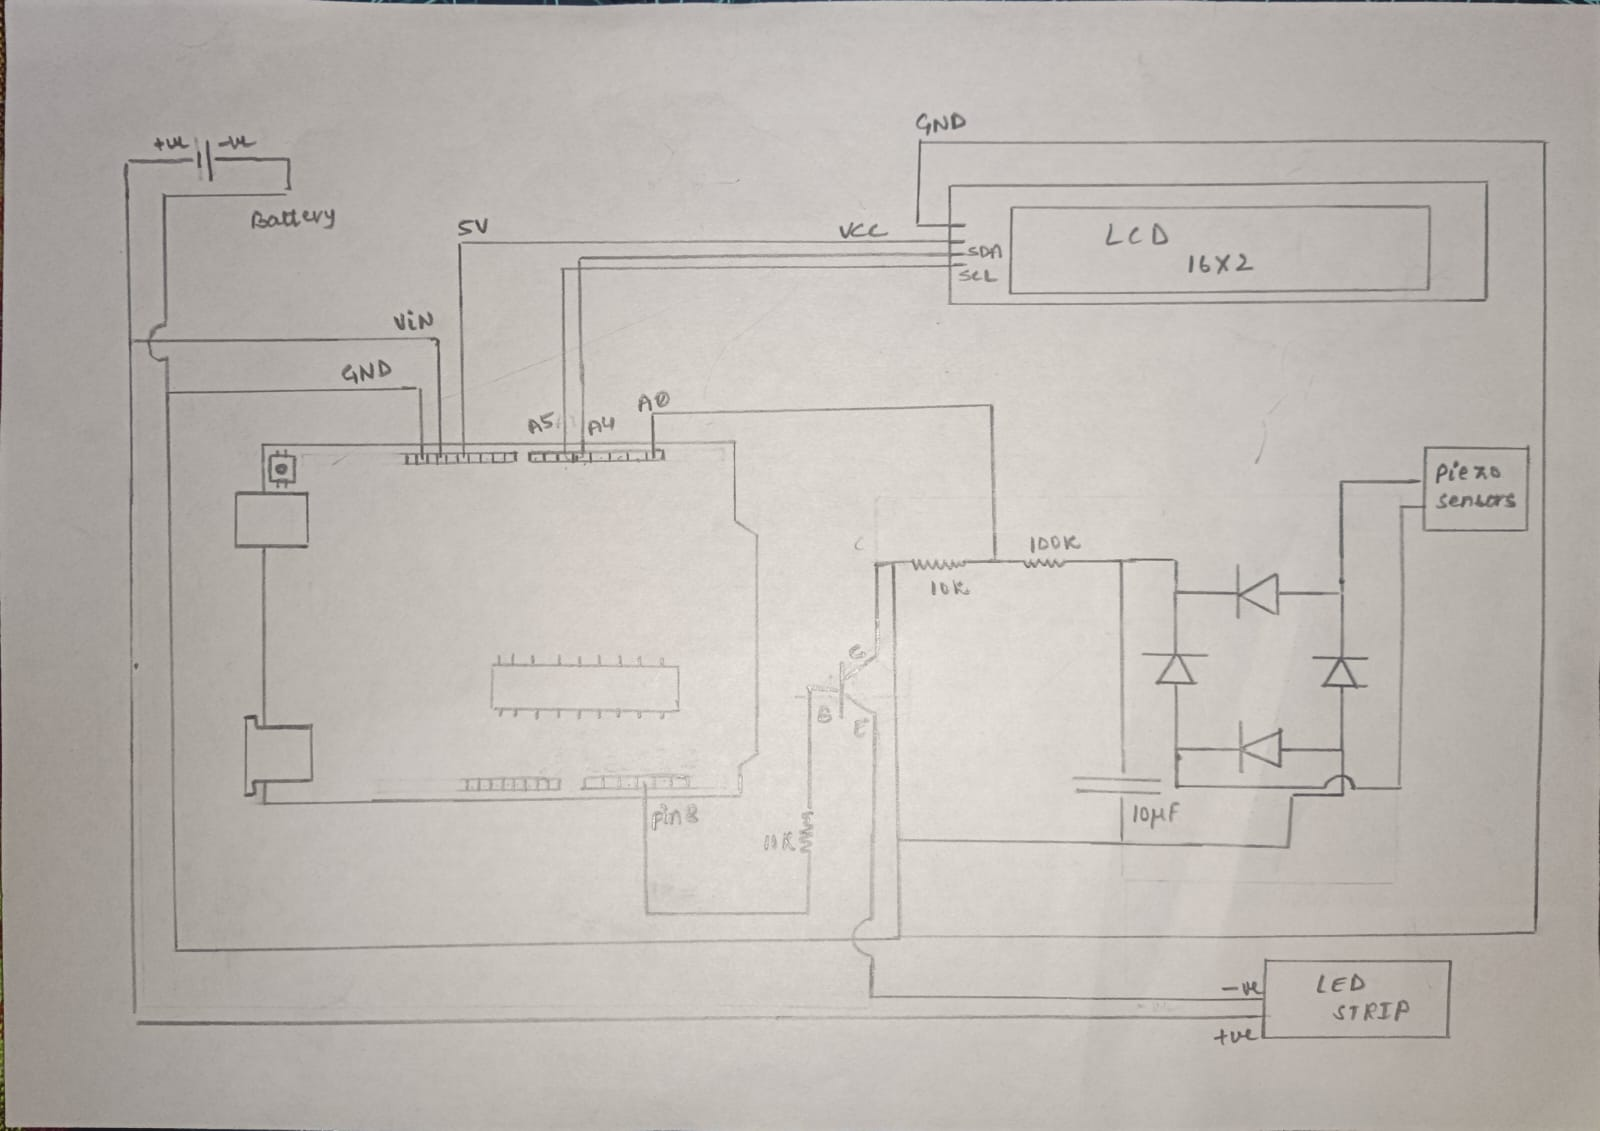 GND
+ve
-ve
Battery
5V
VCC
LCD
16X2
SDA
SCL
ViN
GND
A5
A4
A0
Piezo
sensors
C
10K
100K
B
E
Pin 8
10µF
-ve
LED
STRIP
+ve